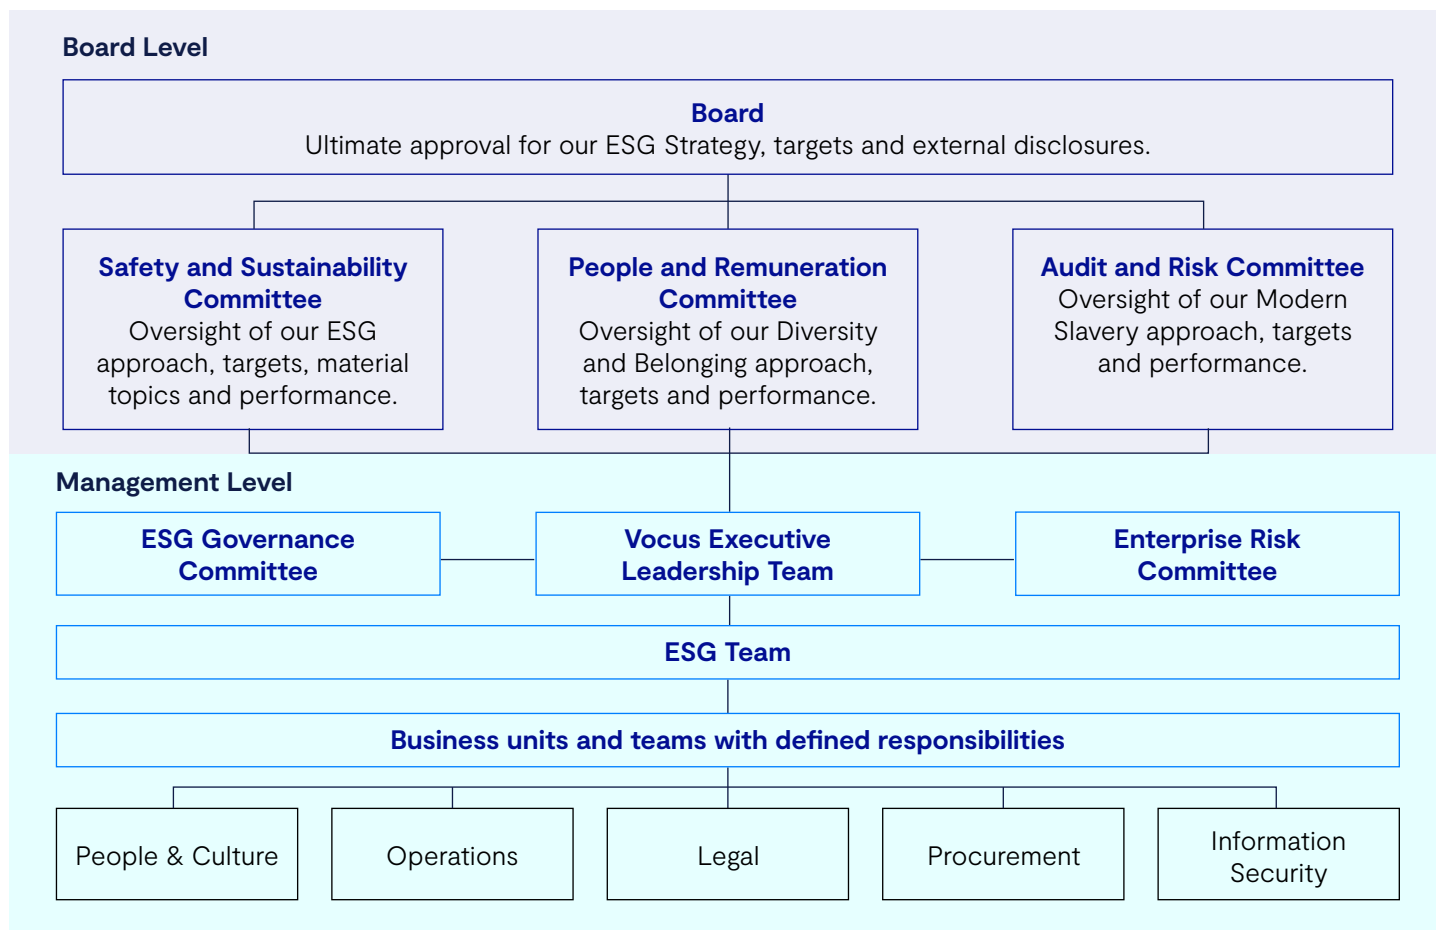 Board Level
Board
Ultimate approval for our ESG Strategy, targets and external disclosures.
Safety and Sustainability
Committee
Oversight of our ESG
approach, targets, material
topics and performance.
People and Remuneration
Committee
Oversight of our Diversity
and Belonging approach,
targets and performance.
Audit and Risk Committee
Oversight of our Modern
Slavery approach, targets
and performance.
Management Level
ESG Governance
Committee
Vocus Executive
Leadership Team
Enterprise Risk
Committee
ESG Team
Business units and teams with defined responsibilities
People & Culture
Operations
Legal
Procurement
Information
Security